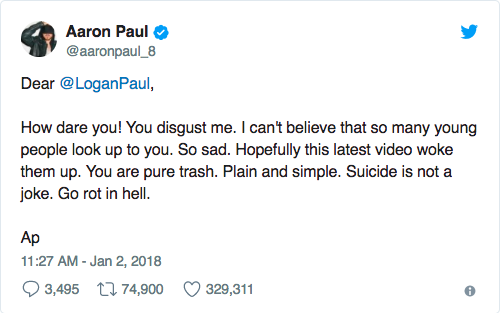 Aaron Paul
@aaronpaul_8
Dear @LoganPaul,
How dare you! You disgust me. I can't believe that so many young
people look up to you. So sad. Hopefully this latest video woke
them up. You are pure trash. Plain and simple. Suicide is not a
joke. Go rot in hell.
Ap
11:27 AM - Jan 2, 2018
3,495 74,900 329,311